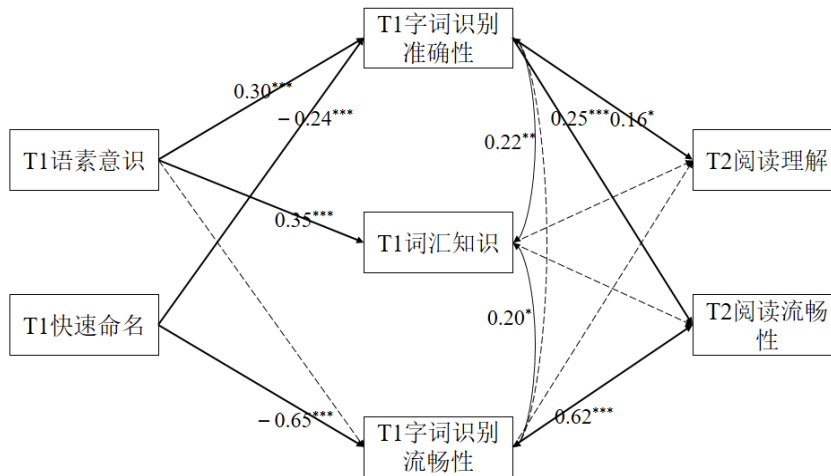 T1字词识别
准确性
0.30***
－0.24***
0.25***0.16*
0.22**
T1语素意识
T2阅读理解
0.35***
T1词汇知识
T1快速命名
0.20*
T2阅读流畅
性
－0.65***
T1字词识别
流畅性
0.62***